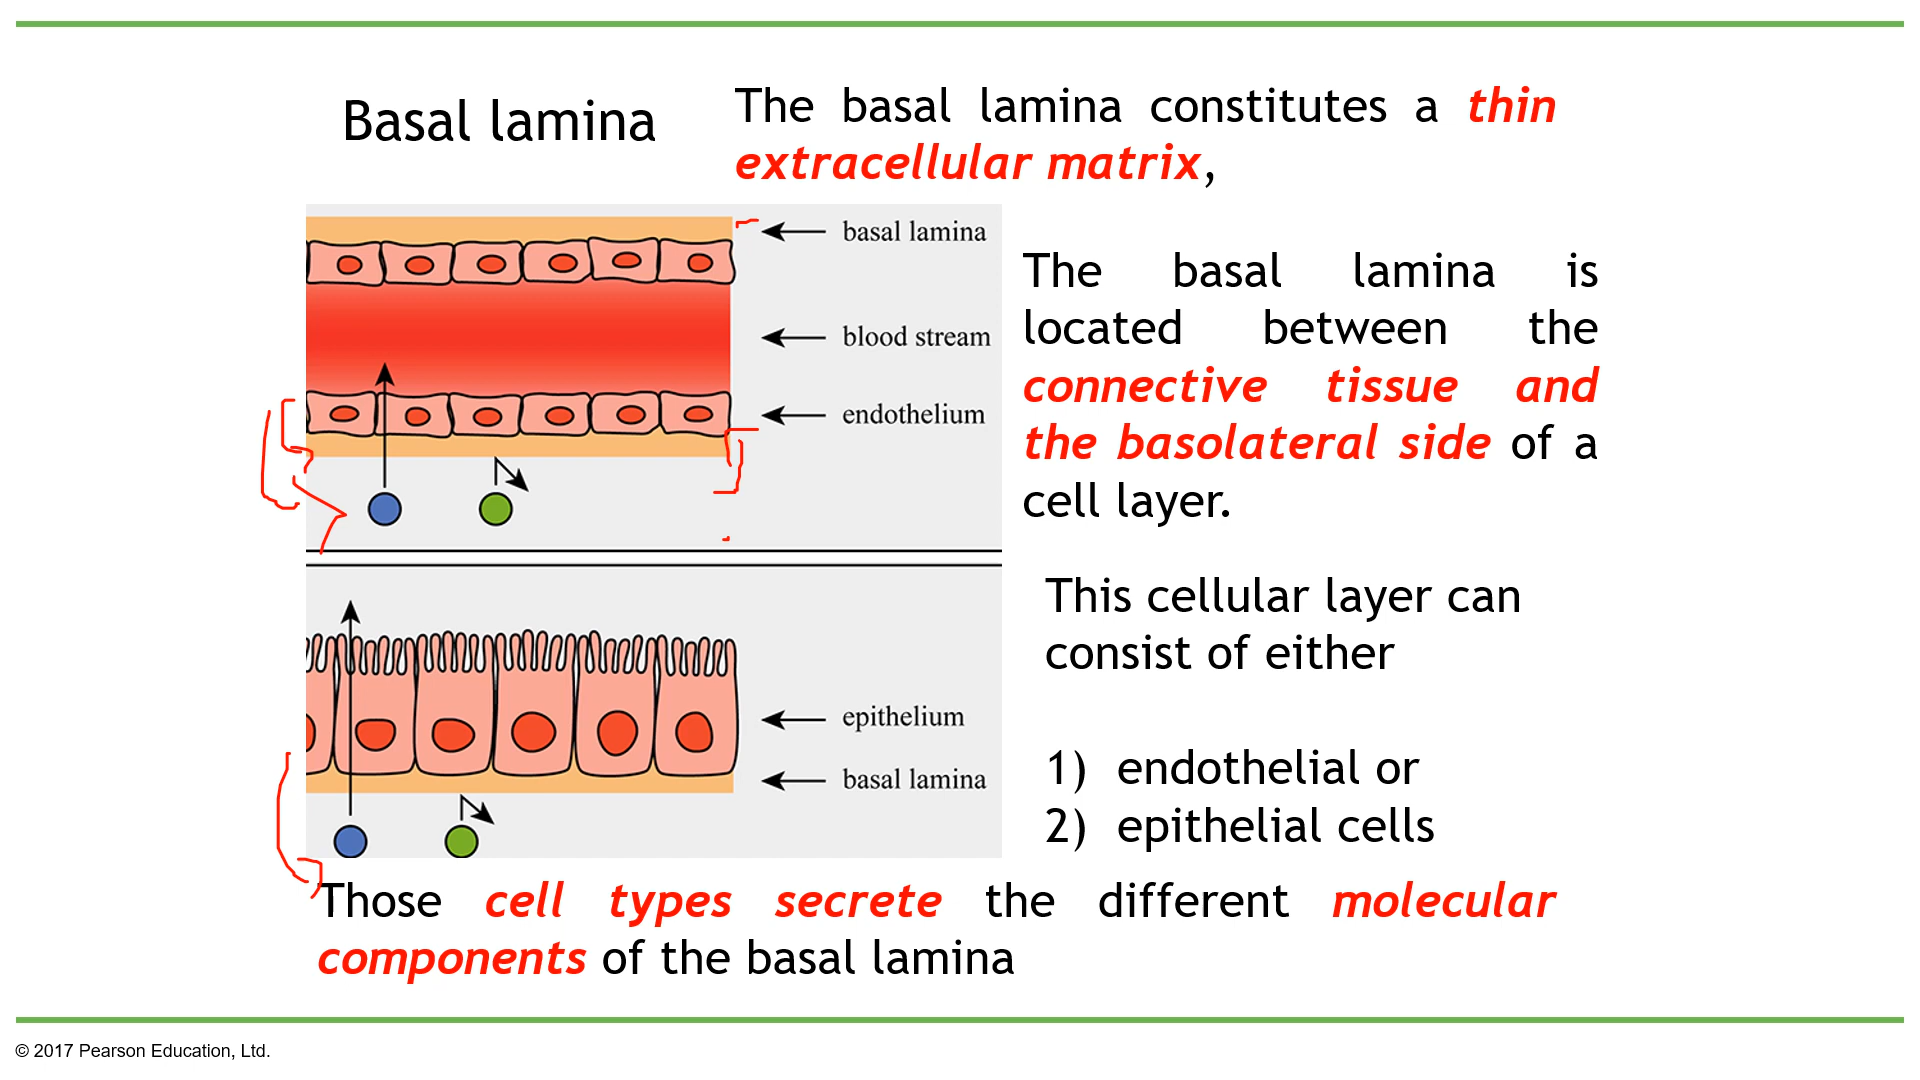 Basal lamina
The basal lamina constitutes a thin
extracellular matrix,
basal lamina
blood stream
endothelium
The basal lamina is
located between the
connective tissue and
the basolateral side of a
cell layer.
This cellular layer can
consist of either
epithelium
basal lamina
1) endothelial or
2) epithelial cells
Those cell types secrete the different molecular
components of the basal lamina
© 2017 Pearson Education, Ltd.